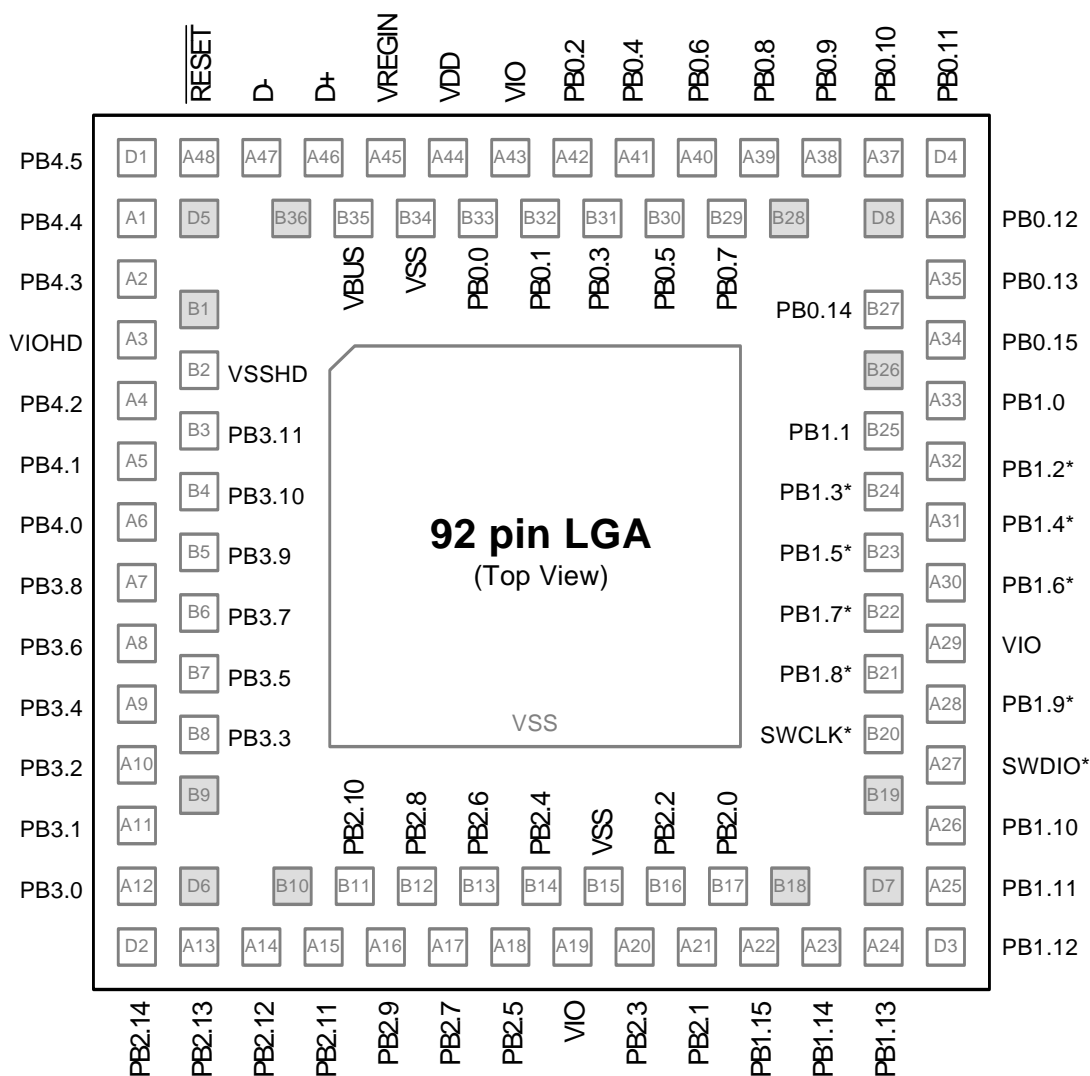 RESET D- D+ VREGIN VDD VIO PB0.2 PB0.4 PB0.6 PB0.8 PB0.9 PB0.10 PB0.11
PB4.5 D1 A48 A47 A46 A45 A44 A43 A42 A41 A40 A39 A38 A37 D4
PB4.4 A1 D5 B36 B35 B34 B33 B32 B31 B30 B29 B28 D8 A36 PB0.12
VBUS VSS PB0.0 PB0.1 PB0.3 PB0.5 PB0.7
PB4.3 A2 A35 PB0.13
B1 PB0.14 B27
VIOHD A3 A34 PB0.15
B2 VSSHD B26
PB4.2 A4 A33 PB1.0
B3 PB3.11 PB1.1 B25
PB4.1 A5 A32 PB1.2*
B4 PB3.10 PB1.3* B24
PB4.0 A6 A31 PB1.4*
92 pin LGA
B5 PB3.9 PB1.5* B23
(Top View)
PB3.8 A7 A30 PB1.6*
B6 PB3.7 PB1.7* B22
PB3.6 A8 A29 VIO
B7 PB3.5 PB1.8* B21
PB3.4 A9 A28 PB1.9*
B8 PB3.3 VSS SWCLK* B20
PB3.2 A10 A27 SWDIO*
B9 B19
PB3.1 A11 A26 PB1.10
PB2.10 PB2.8 PB2.6 PB2.4 VSS PB2.2 PB2.0
PB3.0 A12 D6 B10 B11 B12 B13 B14 B15 B16 B17 B18 D7 A25 PB1.11
D2 A13 A14 A15 A16 A17 A18 A19 A20 A21 A22 A23 A24 D3 PB1.12
PB2.14 PB2.13 PB2.12 PB2.11 PB2.9 PB2.7 PB2.5 VIO PB2.3 PB2.1 PB1.15 PB1.14 PB1.13